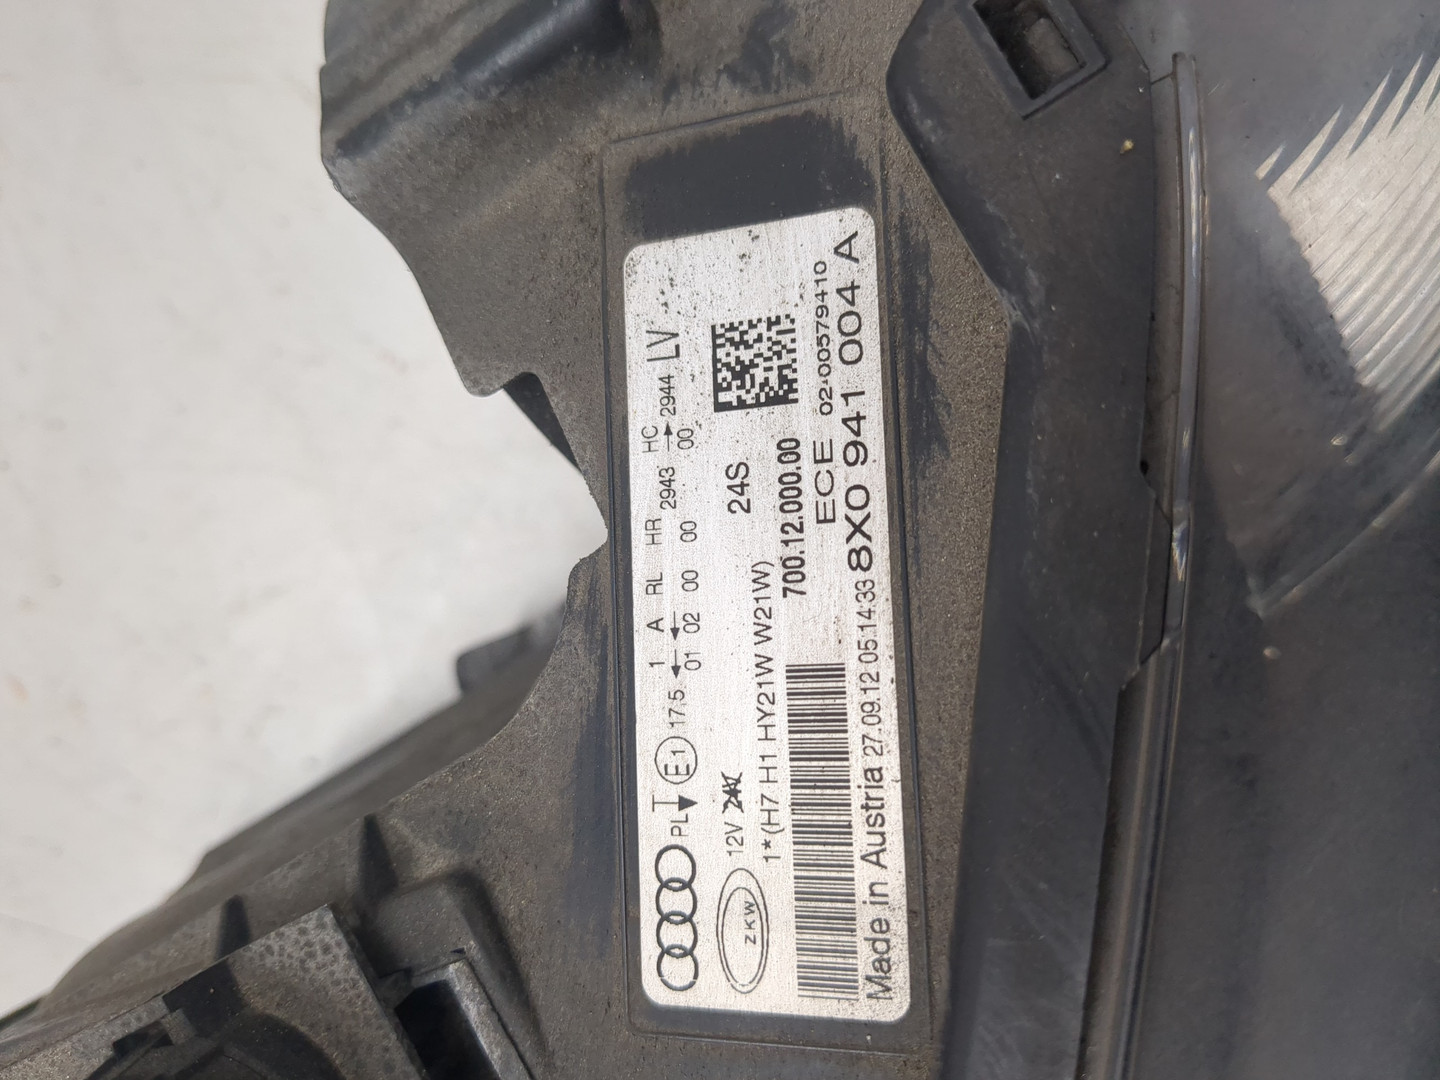 PL E1 17.5 1 A RL HR HC
2943 → 2944 LV
01 02 00 00 00
ZKW 12V 24V 24S
1*(H7 H1 HY21W W21W)
700.12.000.00
ECE 02·00579410
Made in Austria 27.09.12 05:14:33 8X0 941 004 A